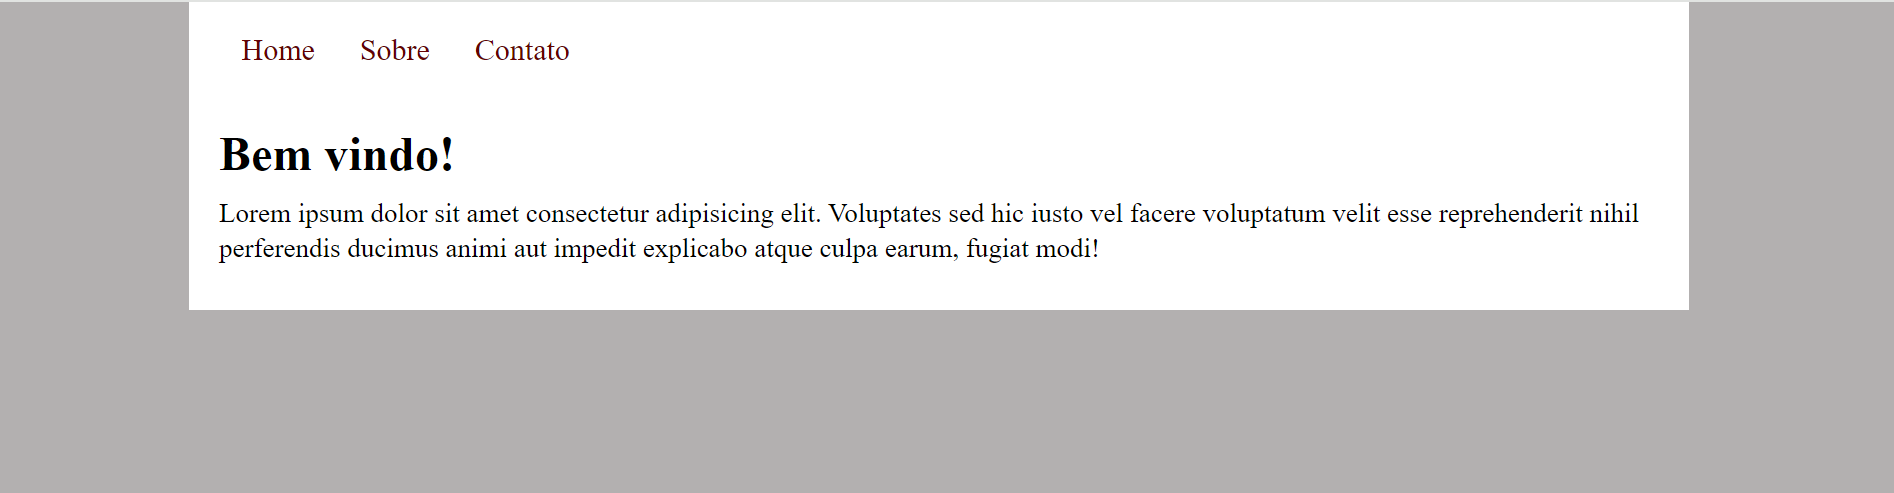 Home Sobre Contato
Bem vindo!
Lorem ipsum dolor sit amet consectetur adipisicing elit. Voluptates sed hic iusto vel facere voluptatum velit esse reprehenderit nihil
perferendis ducimus animi aut impedit explicabo atque culpa earum, fugiat modi!